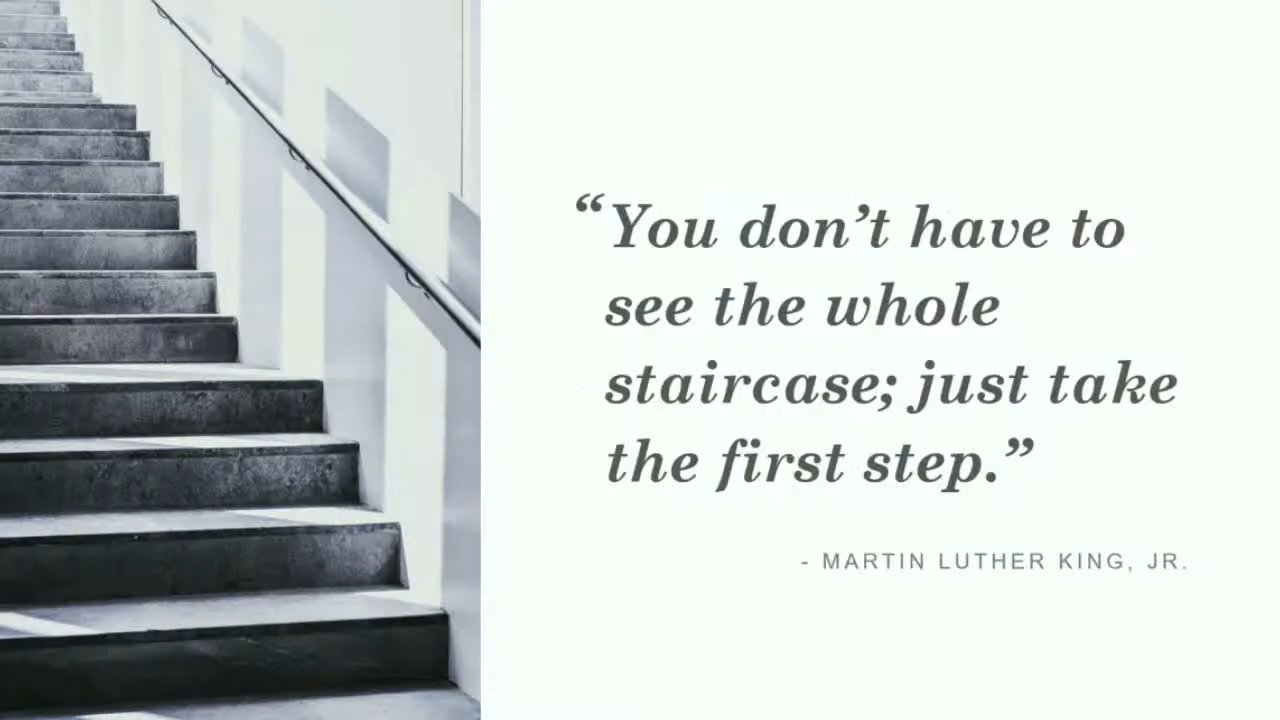 “You don’t have to
see the whole
staircase; just take
the first step.”
- MARTIN LUTHER KING, JR.